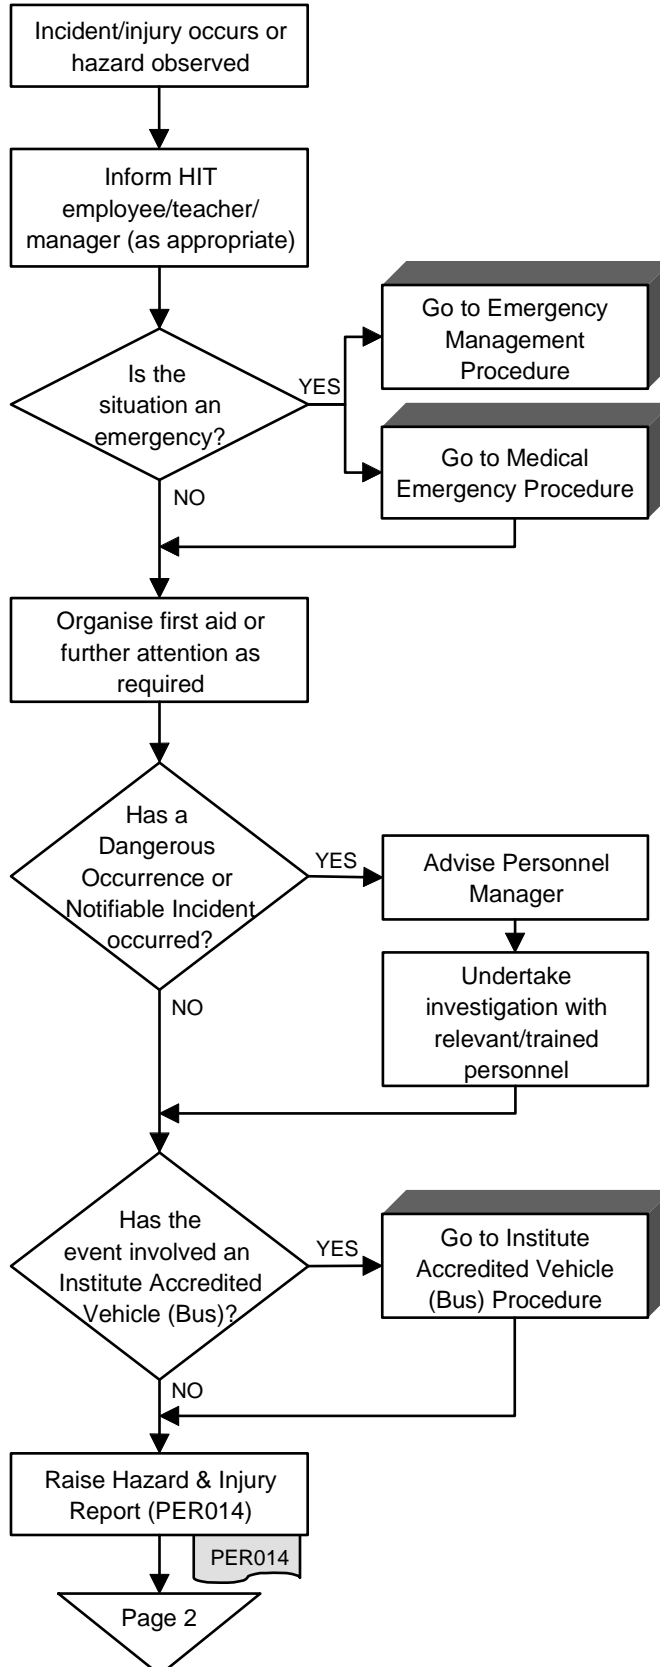 Incident/injury occurs or
hazard observed
Inform HIT
employee/teacher/
manager (as appropriate)
Is the
situation an
emergency?
YES
Go to Emergency
Management
Procedure
Go to Medical
Emergency Procedure
NO
Organise first aid or
further attention as
required
Has a
Dangerous
Occurrence or
Notifiable Incident
occurred?
YES
Advise Personnel
Manager
Undertake
investigation with
relevant/trained
personnel
NO
Has the
event involved an
Institute Accredited
Vehicle (Bus)?
YES
Go to Institute
Accredited Vehicle
(Bus) Procedure
NO
Raise Hazard & Injury
Report (PER014)
PER014
Page 2